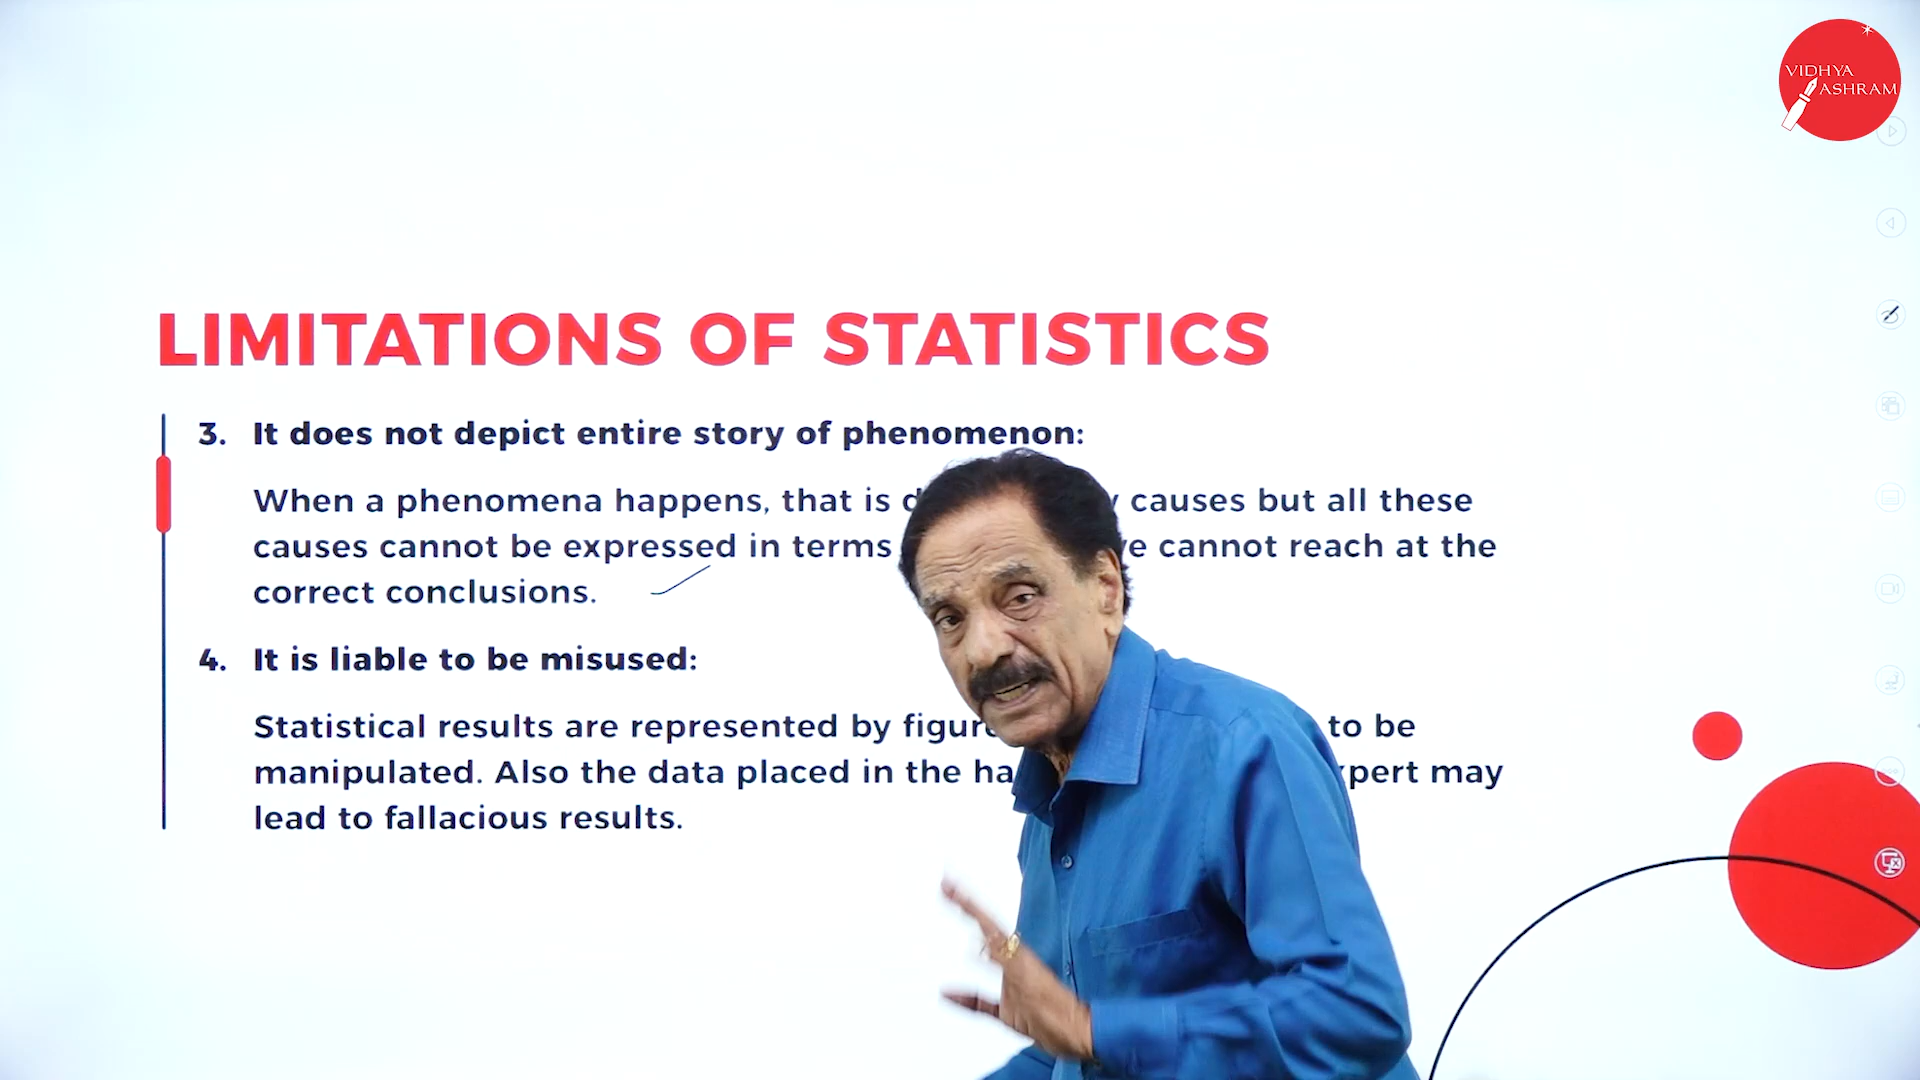 VIDHYA
ASHRAM
LIMITATIONS OF STATISTICS
3. It does not depict entire story of phenomenon:
When a phenomena happens, that is causes but all these
causes cannot be expressed in terms cannot reach at the
correct conclusions.
4. It is liable to be misused:
Statistical results are represented by to be
manipulated. Also the data placed in the may
lead to fallacious results.